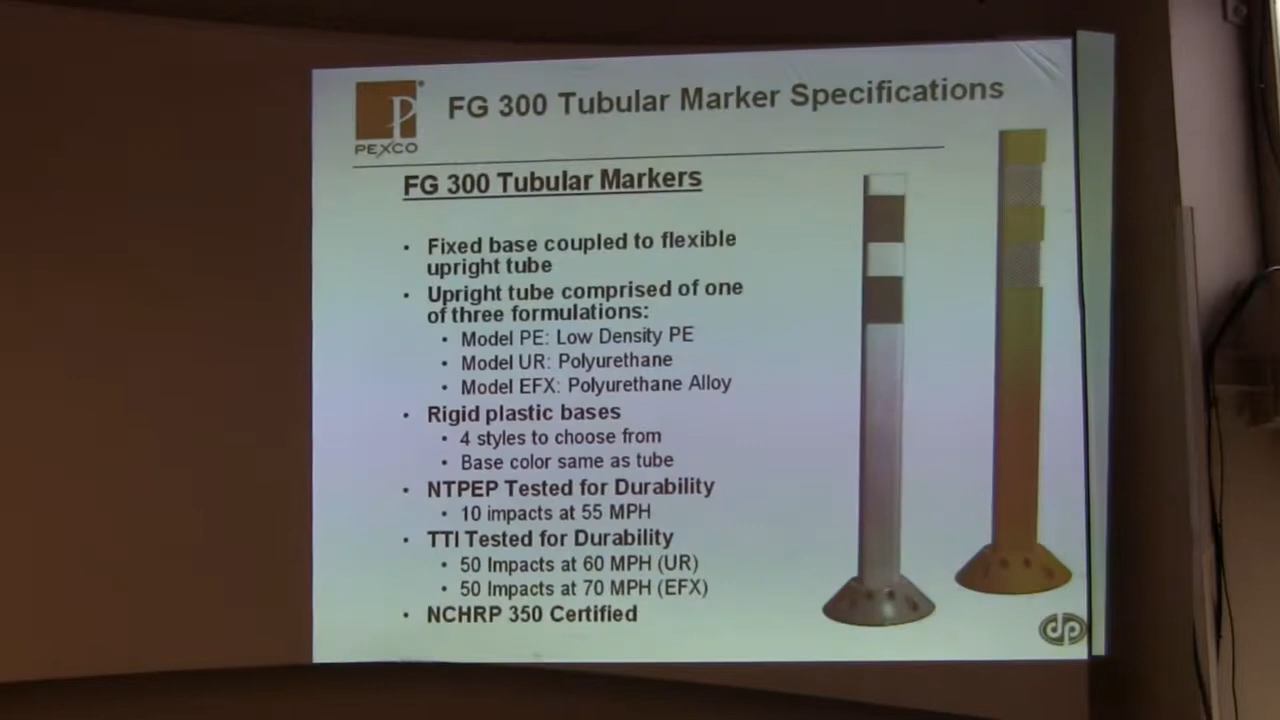 PEXCO
FG 300 Tubular Marker Specifications
FG 300 Tubular Markers
• Fixed base coupled to flexible
upright tube
• Upright tube comprised of one
of three formulations:
• Model PE: Low Density PE
• Model UR: Polyurethane
• Model EFX: Polyurethane Alloy
• Rigid plastic bases
• 4 styles to choose from
• Base color same as tube
• NTPEP Tested for Durability
• 10 impacts at 55 MPH
• TTI Tested for Durability
• 50 Impacts at 60 MPH (UR)
• 50 Impacts at 70 MPH (EFX)
• NCHRP 350 Certified
dp